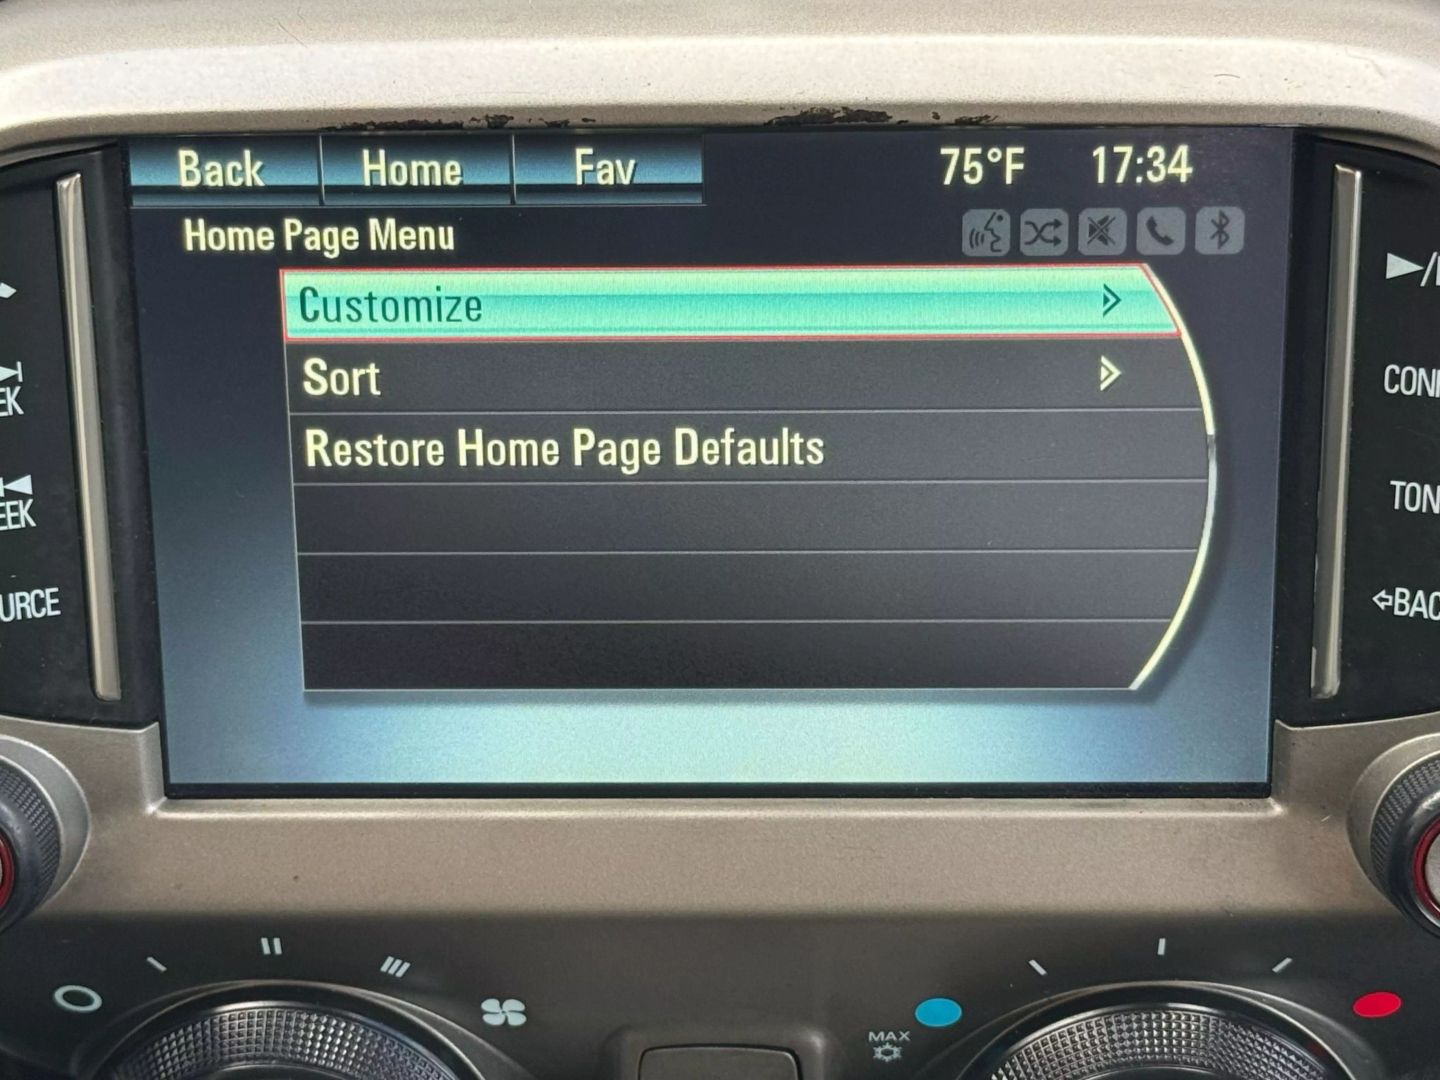 Back Home Fav 75°F 17:34
Home Page Menu
Customize
Sort
Restore Home Page Defaults
EK
EEK
URCE
CON
TON
BAC
MAX